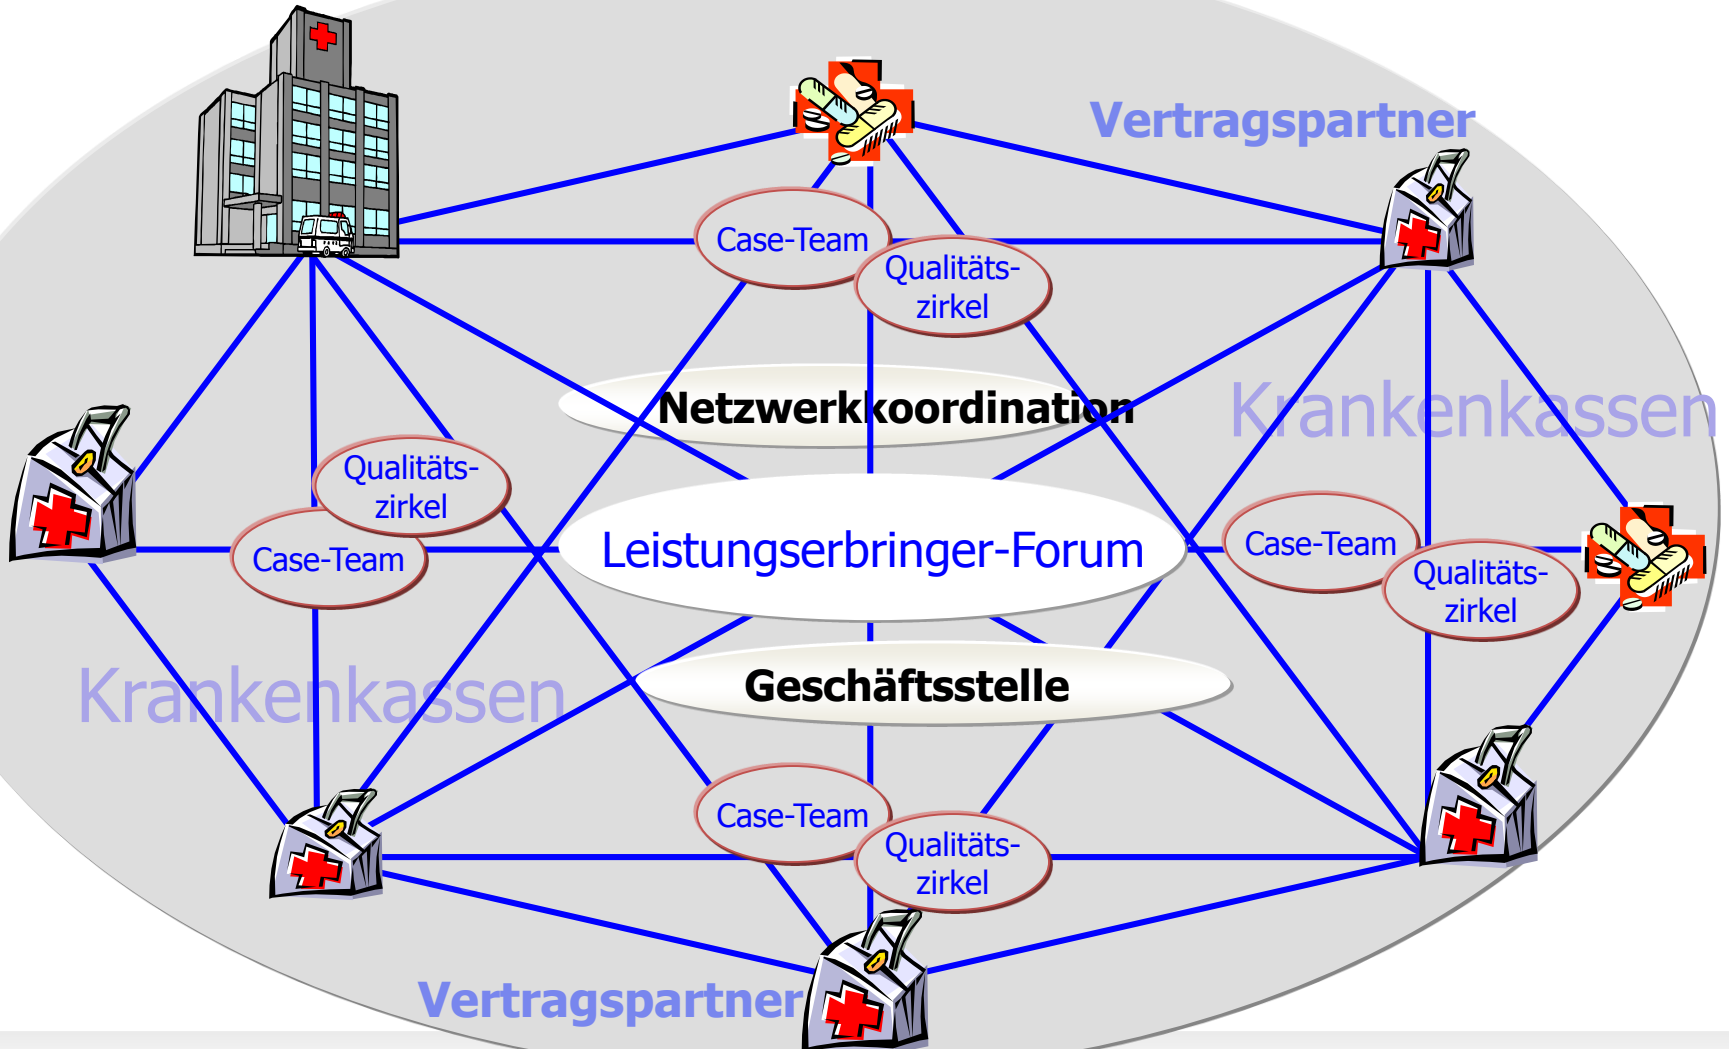 Vertragspartner
Case-Team
Qualitäts-
zirkel
Netzwerkkoordination
Krankenkassen
Qualitäts-
zirkel
Case-Team
Leistungserbringer-Forum
Case-Team
Qualitäts-
zirkel
Krankenkassen
Geschäftsstelle
Case-Team
Qualitäts-
zirkel
Vertragspartner